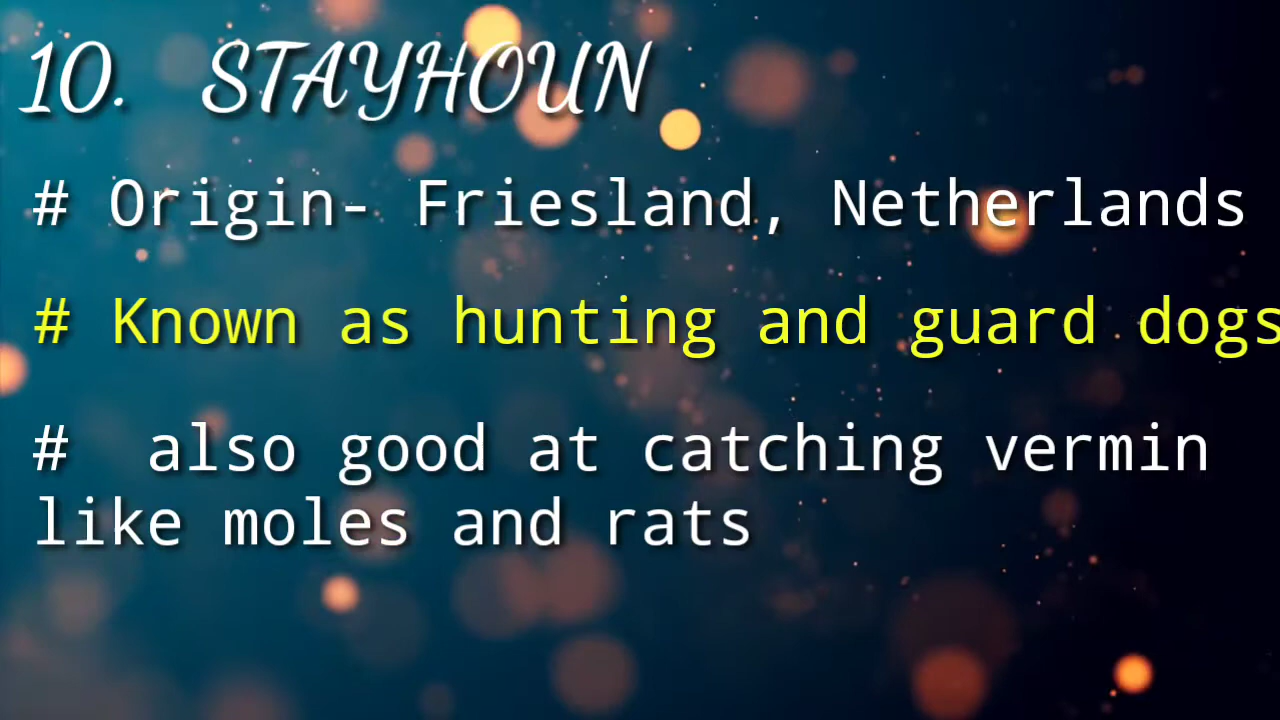 10. STAYHOUN
# Origin- Friesland, Netherlands
# Known as hunting and guard dogs
# also good at catching vermin
like moles and rats